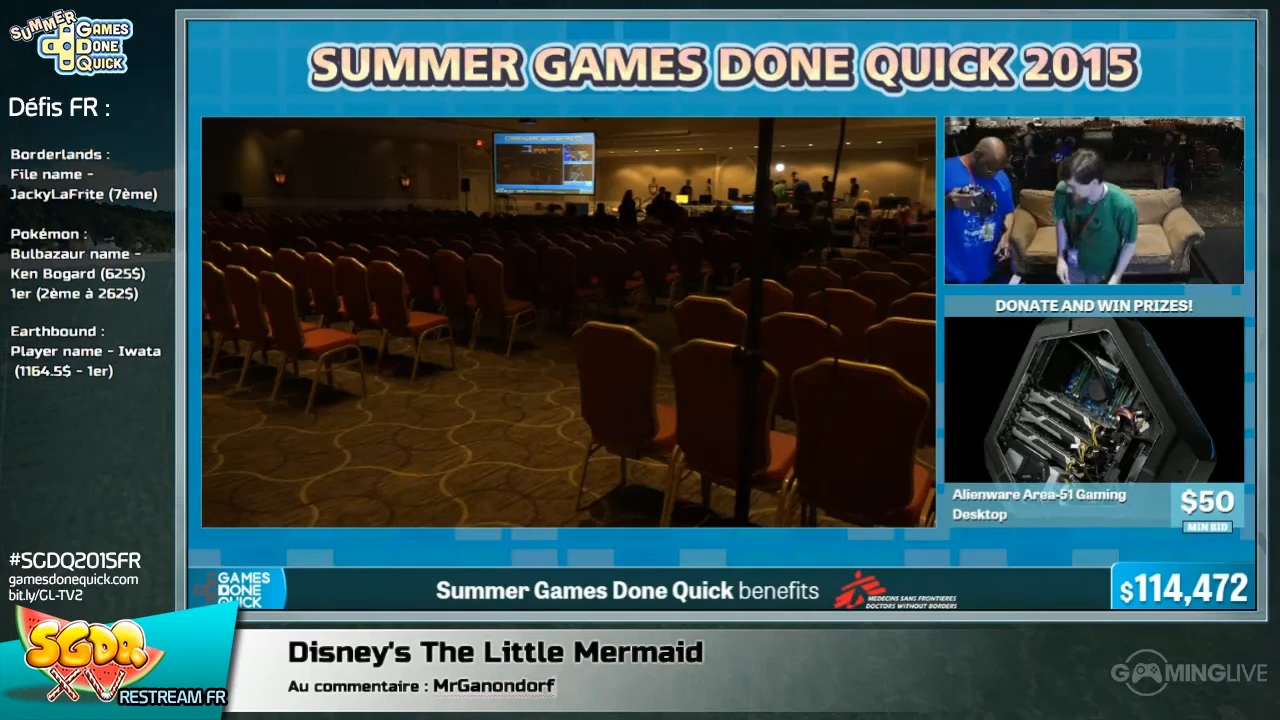 SUMMER
GAMES
DONE
QUICK
Défis FR :
Borderlands :
File name -
JackyLaFrite (7ème)
Pokémon :
Bulbazaur name -
Ken Bogard (625$)
1er (2ème à 262$)
Earthbound :
Player name - Iwata
(1164.5$ - 1er)
#SGDQ2015FR
gamesdonequick.com
bit.ly/GL-TV2
SUMMER GAMES DONE QUICK 2015
DONATE AND WIN PRIZES!
Alienware Area-51 Gaming
Desktop
$50
MIN BID
GAMES
DONE
QUICK
Summer Games Done Quick benefits
MEDECINS SANS FRONTIERES
DOCTORS WITHOUT BORDERS
$114,472
SGDQ
XV
RESTREAM FR
Disney's The Little Mermaid
Au commentaire : MrGanondorf
GAMINGLIVE